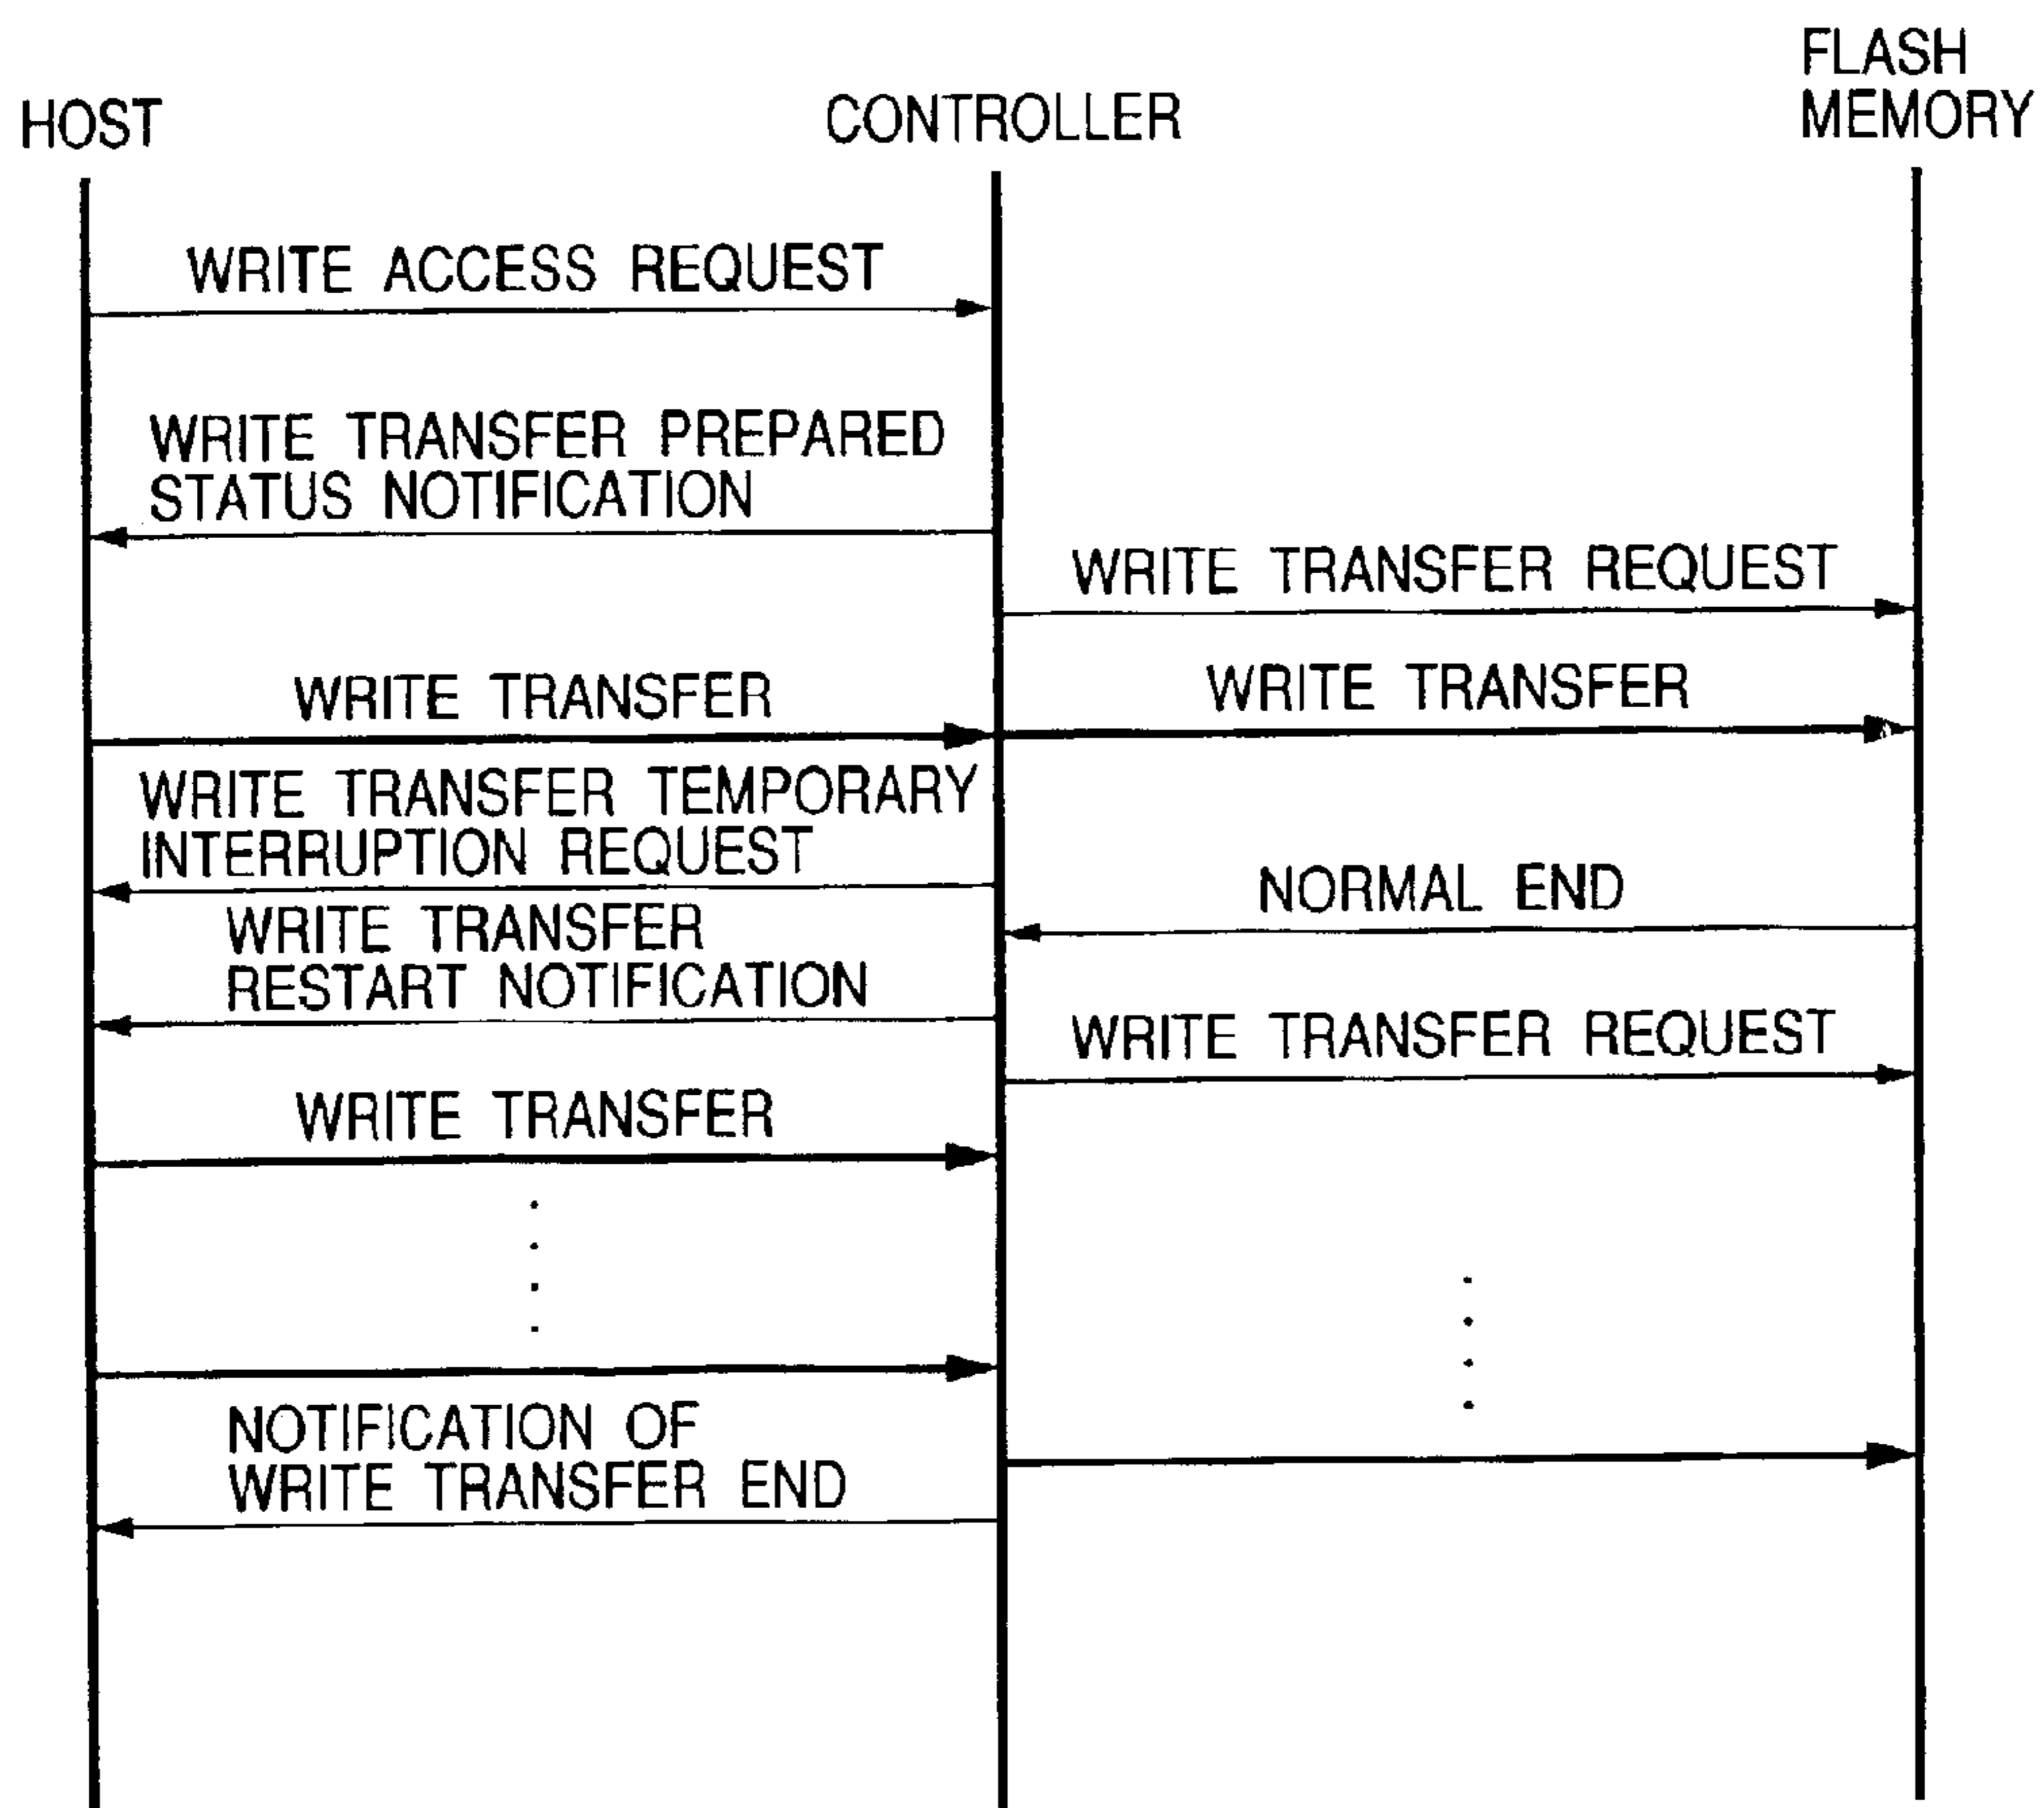 HOST
CONTROLLER
FLASH
MEMORY
WRITE ACCESS REQUEST
WRITE TRANSFER PREPARED
STATUS NOTIFICATION
WRITE TRANSFER REQUEST
WRITE TRANSFER
WRITE TRANSFER
WRITE TRANSFER TEMPORARY
INTERRUPTION REQUEST
NORMAL END
WRITE TRANSFER
RESTART NOTIFICATION
WRITE TRANSFER REQUEST
WRITE TRANSFER
NOTIFICATION OF
WRITE TRANSFER END